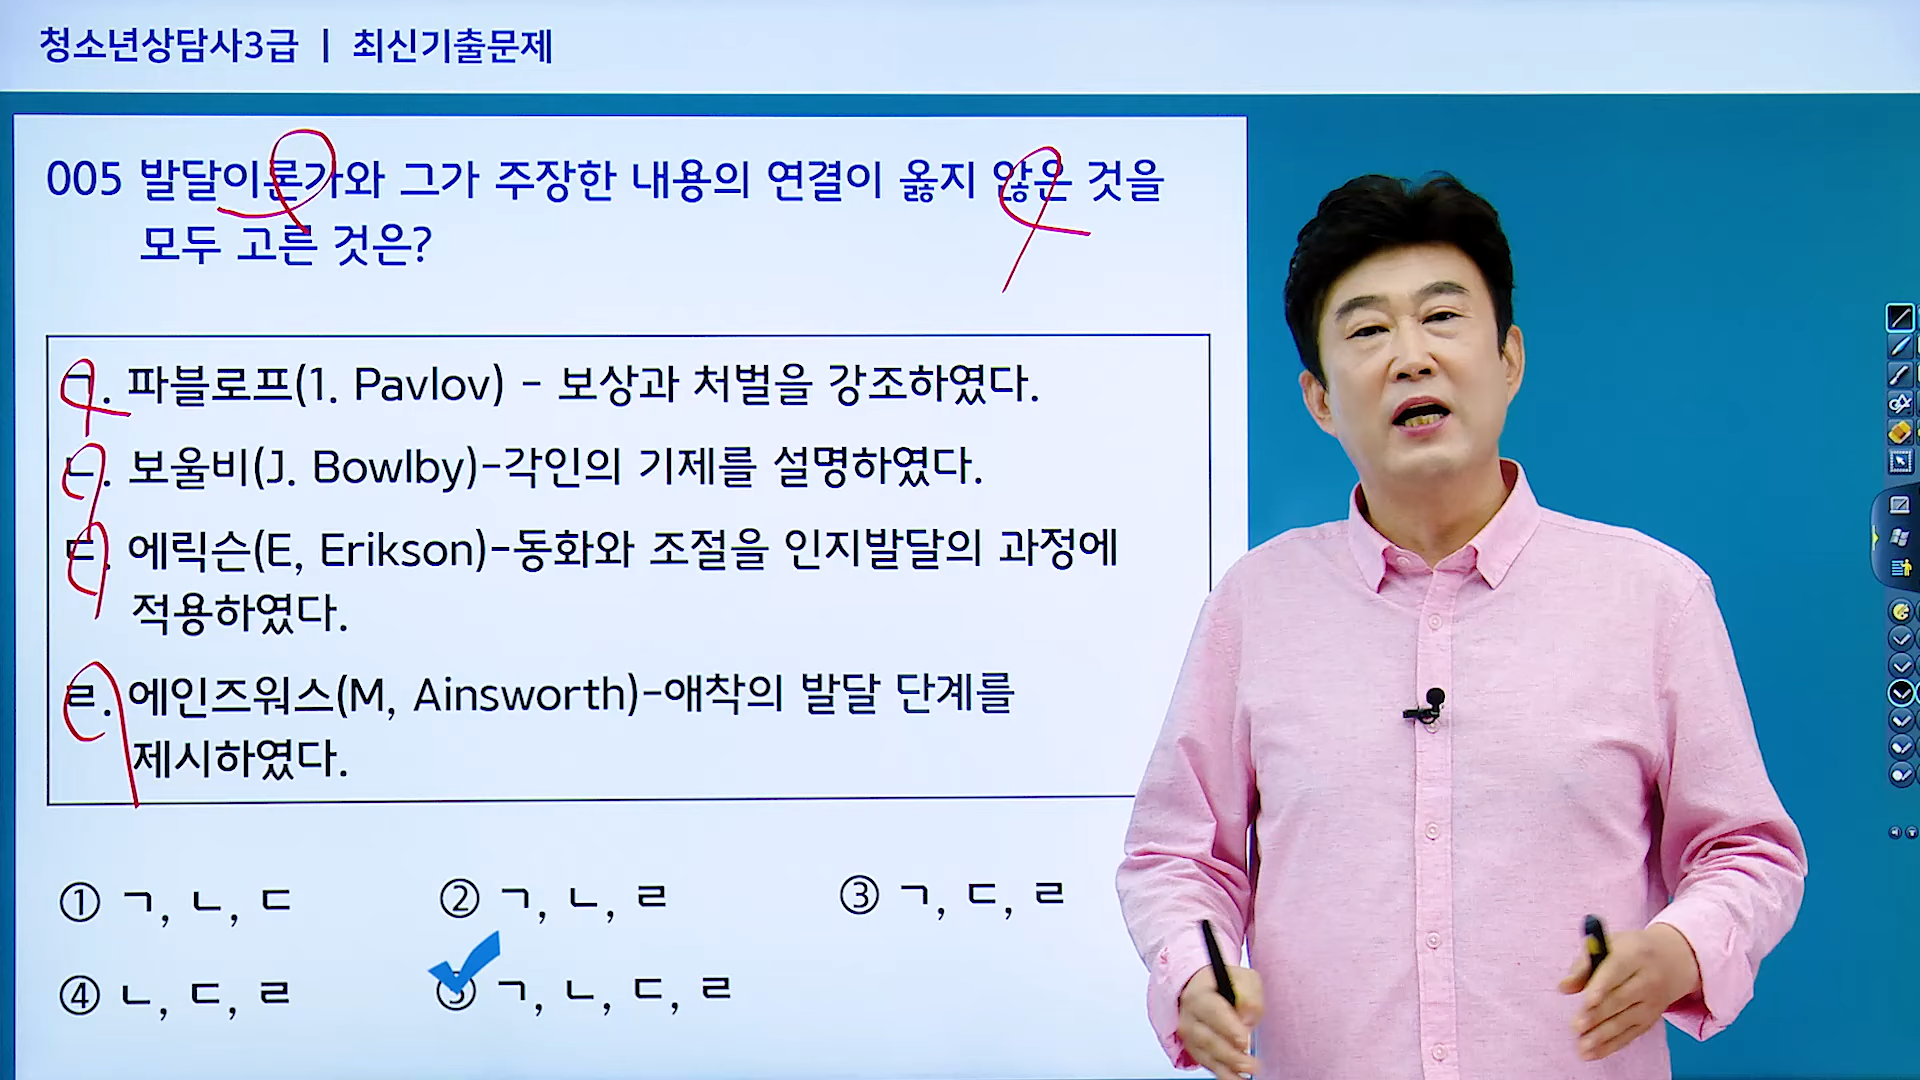 청소년상담사3급 | 최신기출문제
005 발달이론가와 그가 주장한 내용의 연결이 옳지 않은 것을
모두 고른 것은?
ㄱ. 파블로프(1. Pavlov) - 보상과 처벌을 강조하였다.
ㄴ. 보울비(J. Bowlby)-각인의 기제를 설명하였다.
ㄷ. 에릭슨(E, Erikson)-동화와 조절을 인지발달의 과정에
적용하였다.
ㄹ. 에인즈워스(M, Ainsworth)-애착의 발달 단계를
제시하였다.
① ㄱ, ㄴ, ㄷ ② ㄱ, ㄴ, ㄹ ③ ㄱ, ㄷ, ㄹ
④ ㄴ, ㄷ, ㄹ ⑤ ㄱ, ㄴ, ㄷ, ㄹ